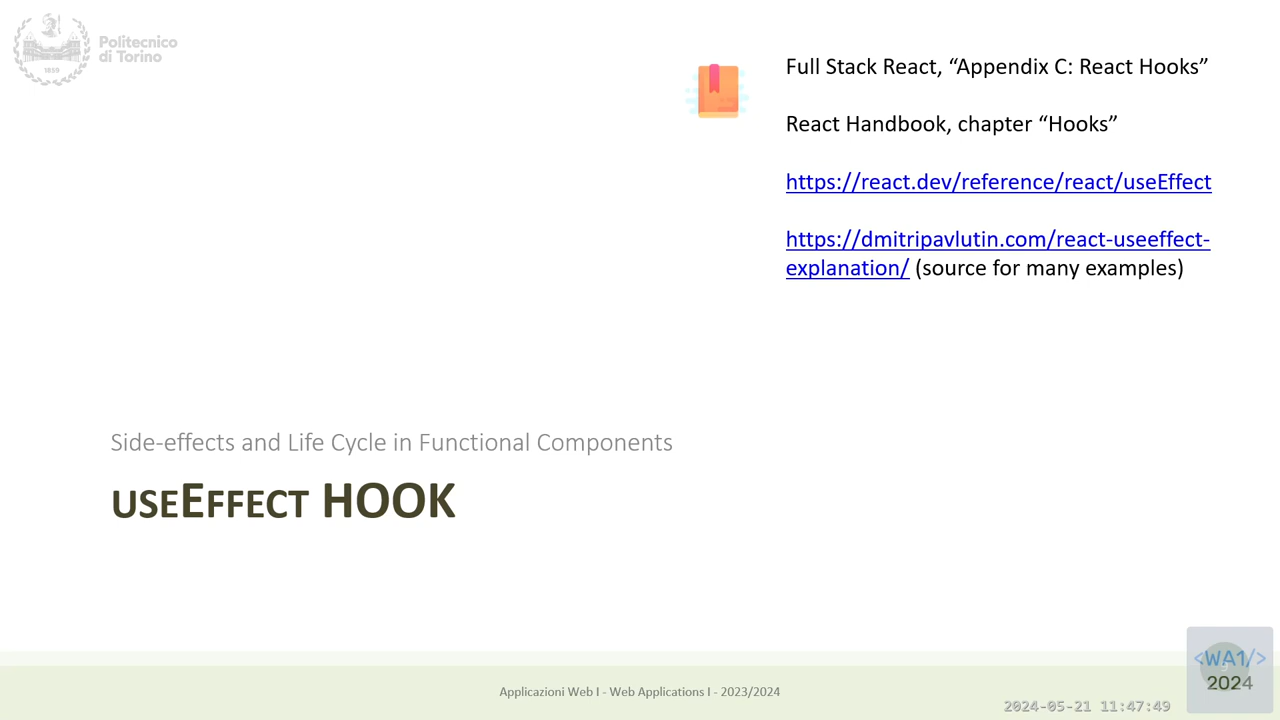 Politecnico
di Torino
1859
Full Stack React, “Appendix C: React Hooks”
React Handbook, chapter “Hooks”
https://react.dev/reference/react/useEffect
https://dmitripavlutin.com/react-useeffect-
explanation/ (source for many examples)
Side-effects and Life Cycle in Functional Components
USEEFFECT HOOK
Applicazioni Web I - Web Applications I - 2023/2024
2024-05-21 11:47:49
<WA1/>
2024